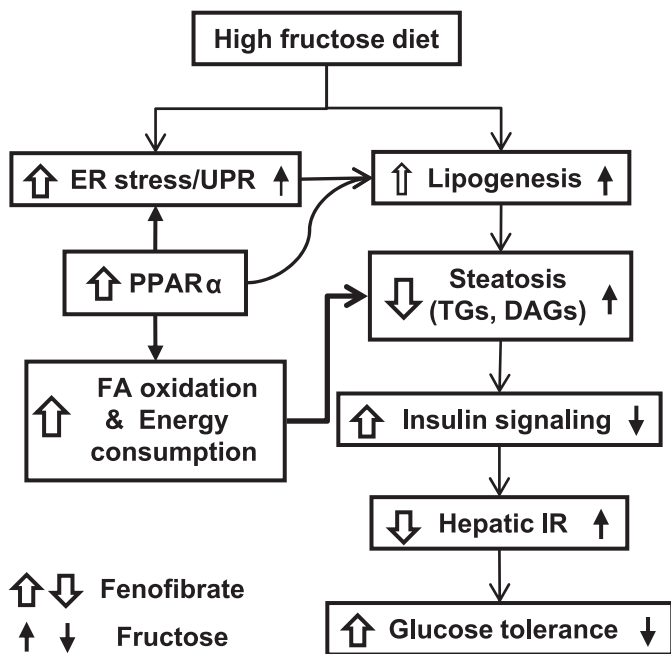 High fructose diet
ER stress/UPR
Lipogenesis
PPARα
Steatosis
(TGs, DAGs)
FA oxidation
& Energy
consumption
Insulin signaling
Hepatic IR
Glucose tolerance
Fenofibrate
Fructose